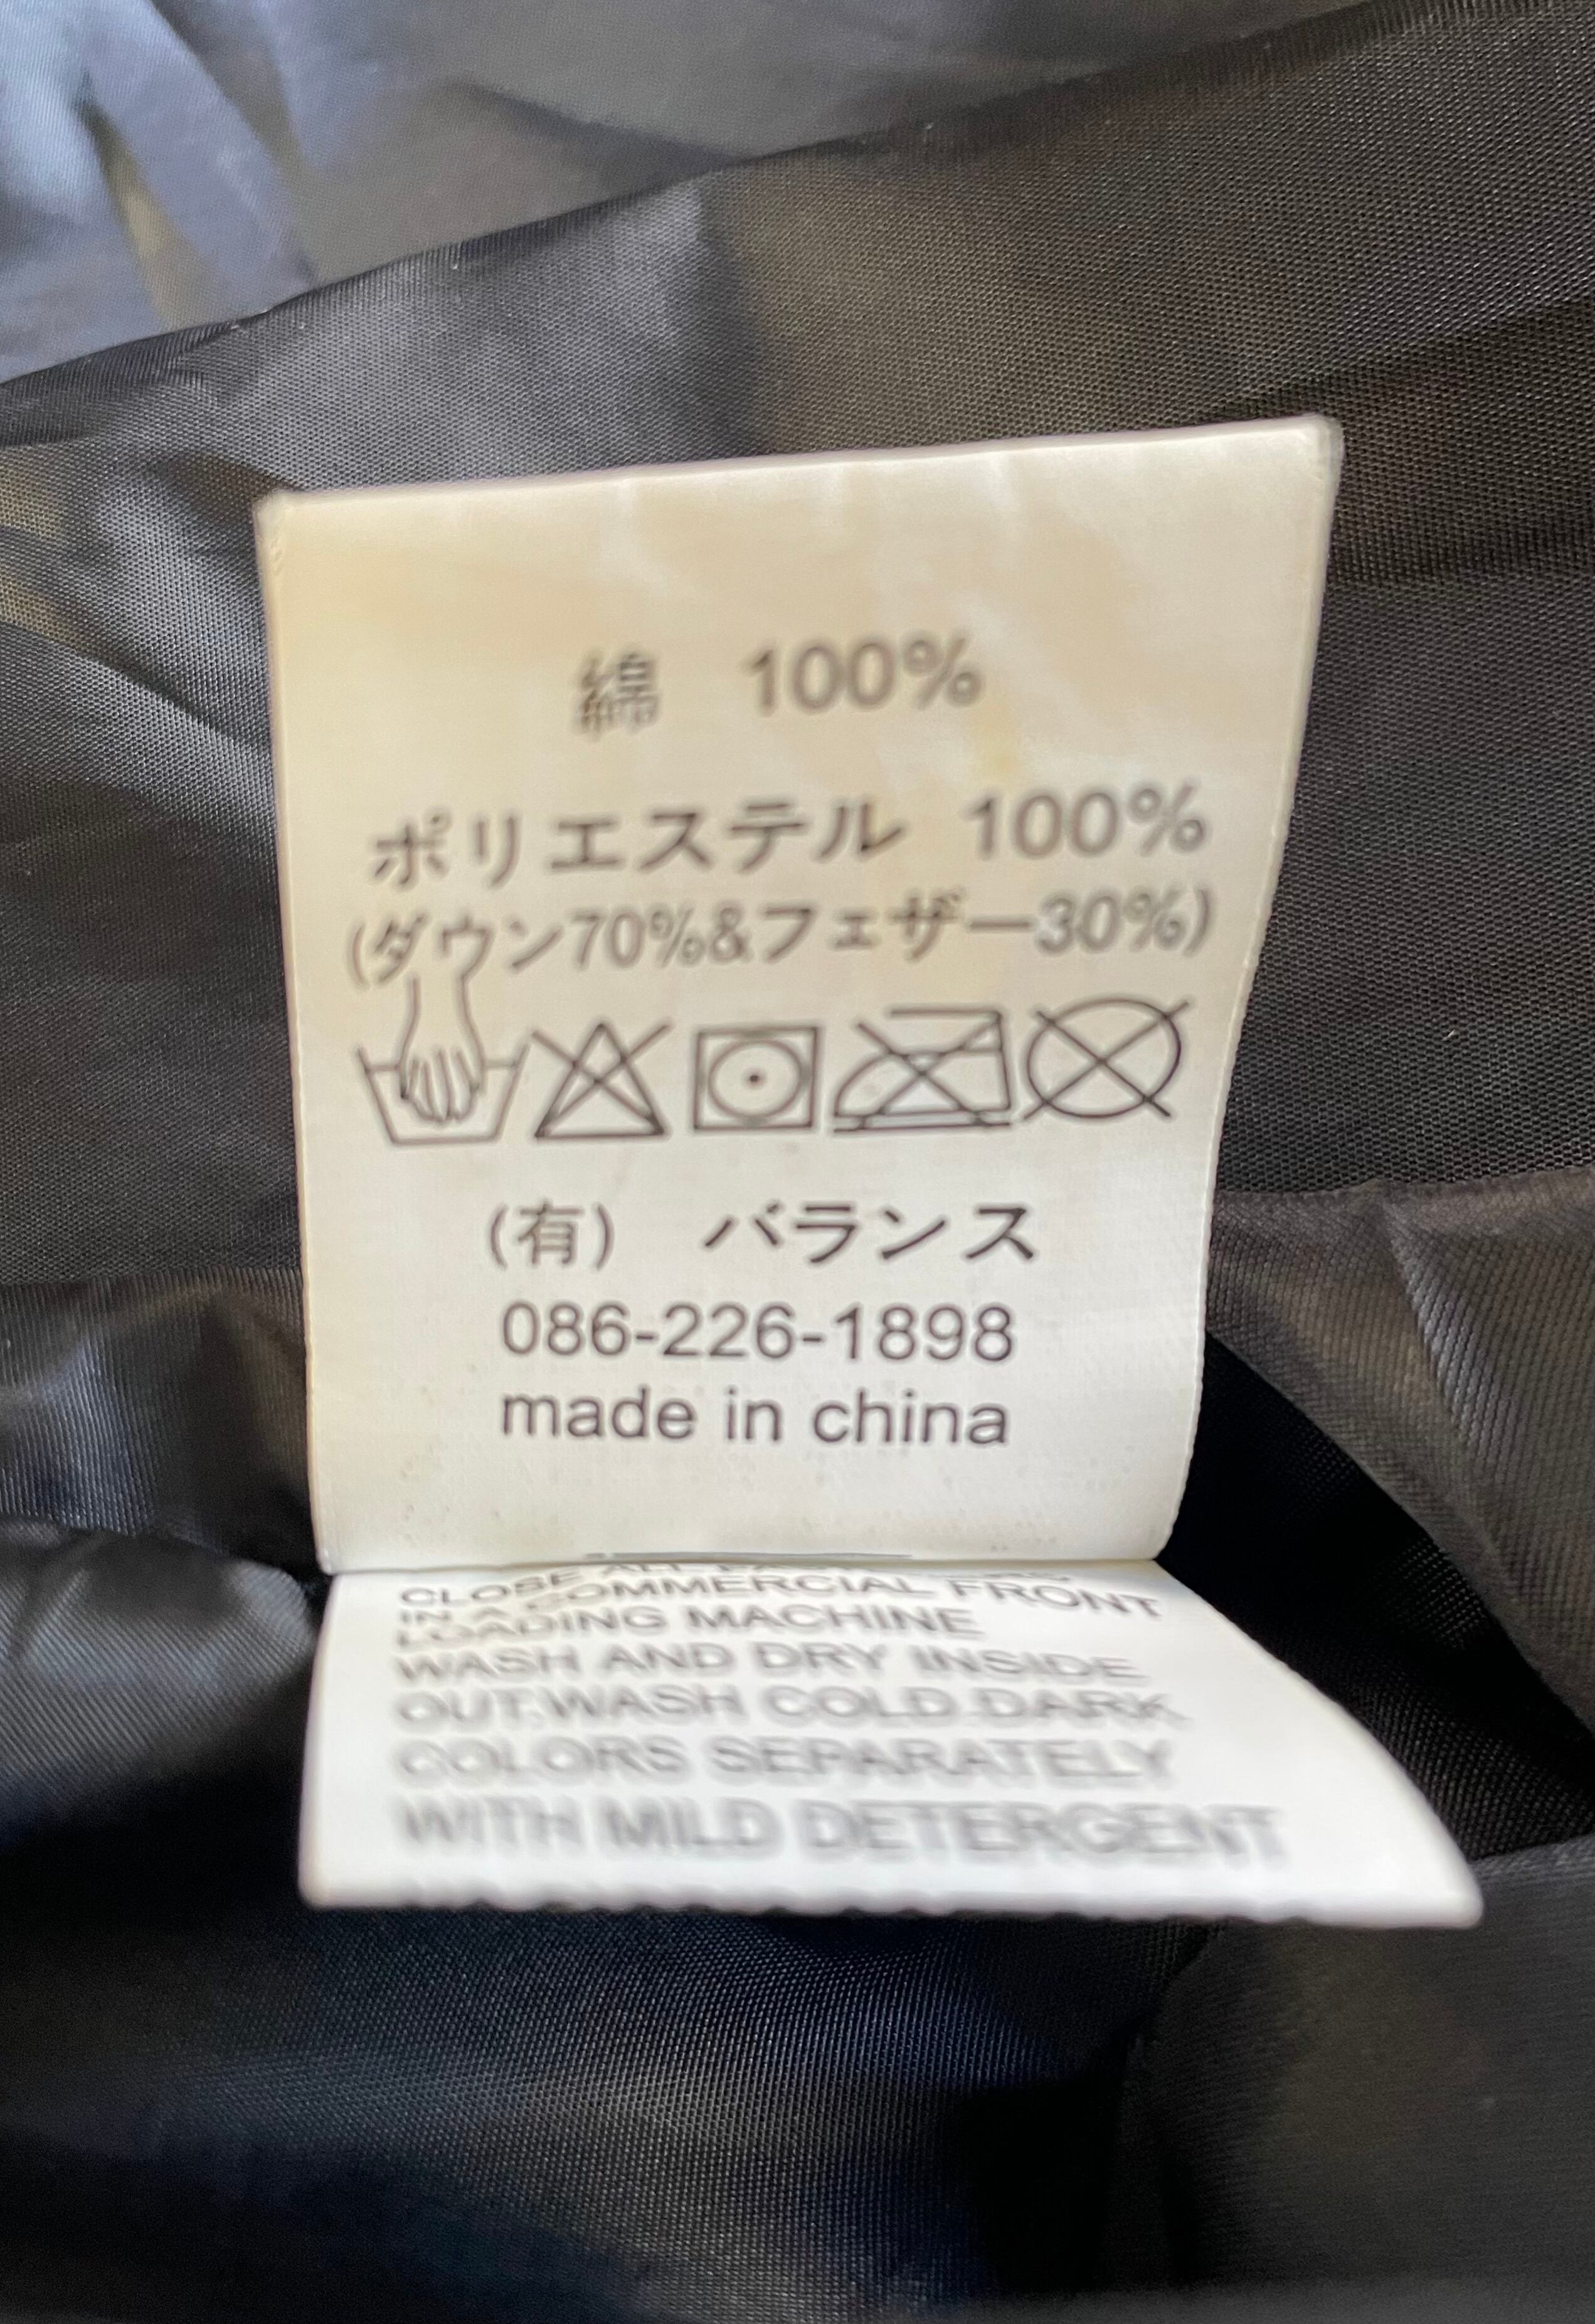 綿 100%
ポリエステル 100%
(ダウン70%&フェザー30%)
(有) バランス
086-226-1898
made in china
CLOSE ALL
IN A COMMERCIAL FRONT
LOADING MACHINE
WASH AND DRY INSIDE
OUT.WASH COLD.DARK
COLORS SEPARATELY
WITH MILD DETERGENT